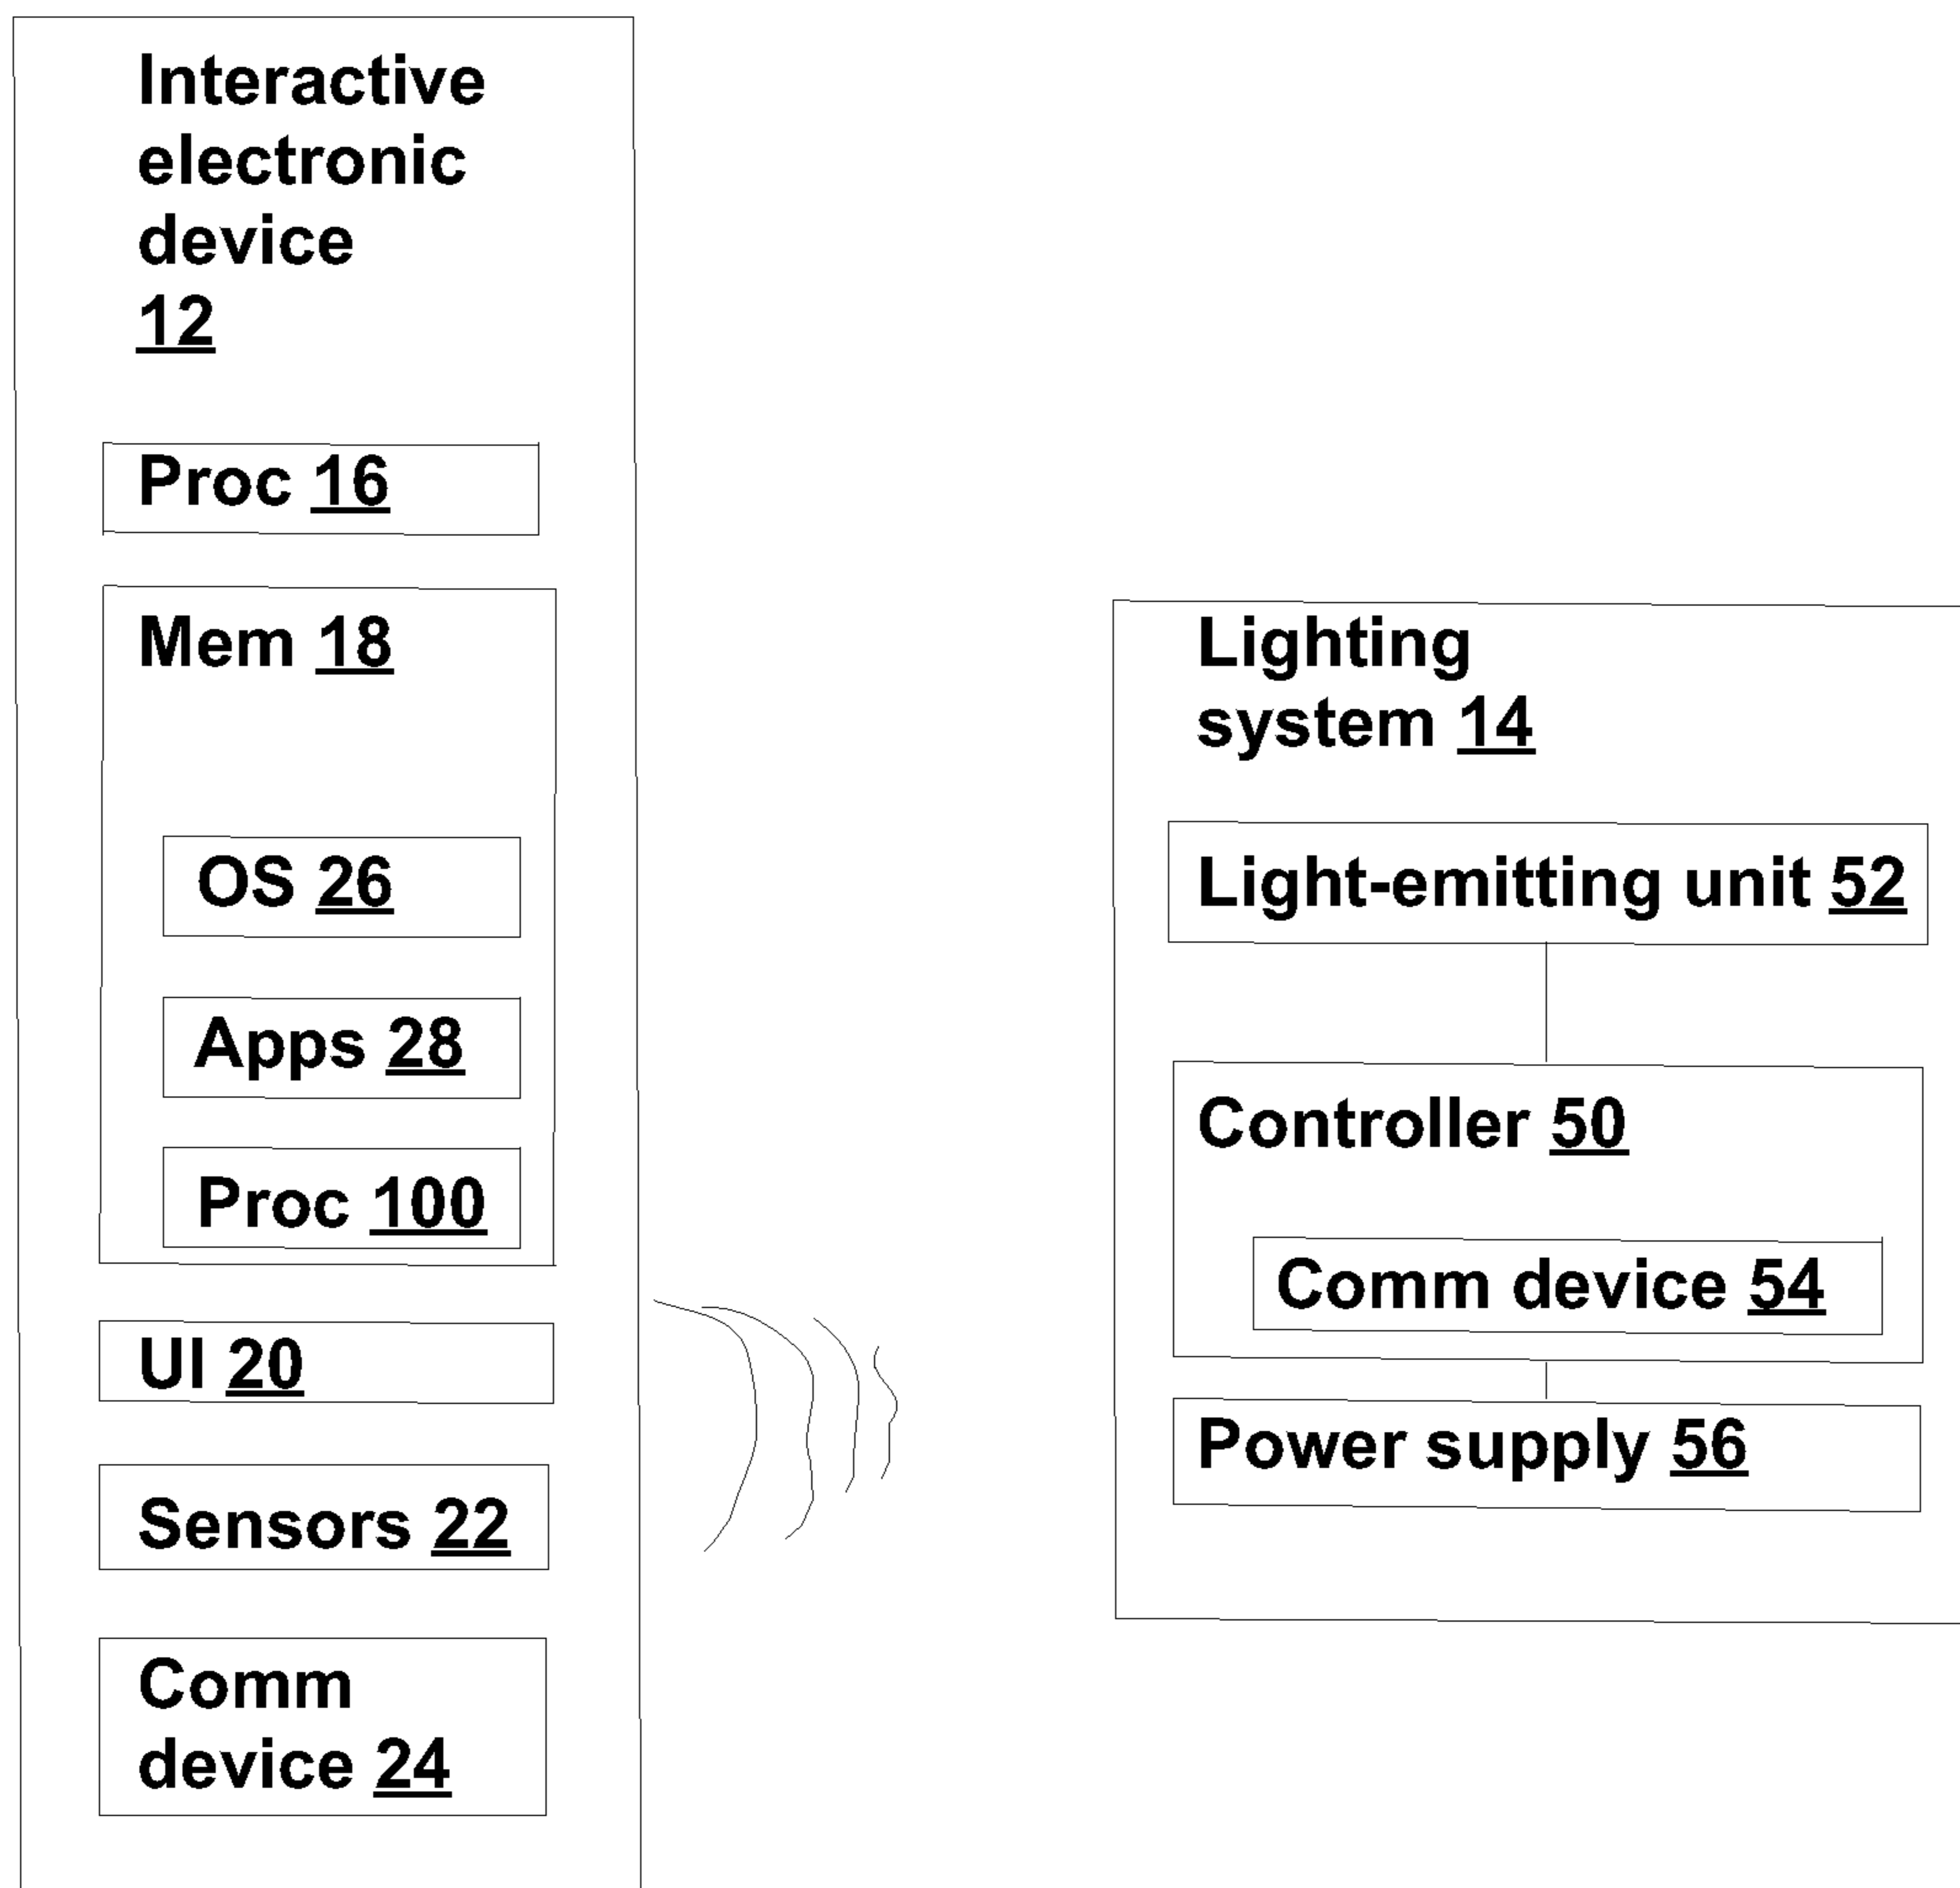 Interactive
electronic
device
12
Proc 16
Mem 18
OS 26
Apps 28
Proc 100
UI 20
Sensors 22
Comm
device 24
Lighting
system 14
Light-emitting unit 52
Controller 50
Comm device 54
Power supply 56